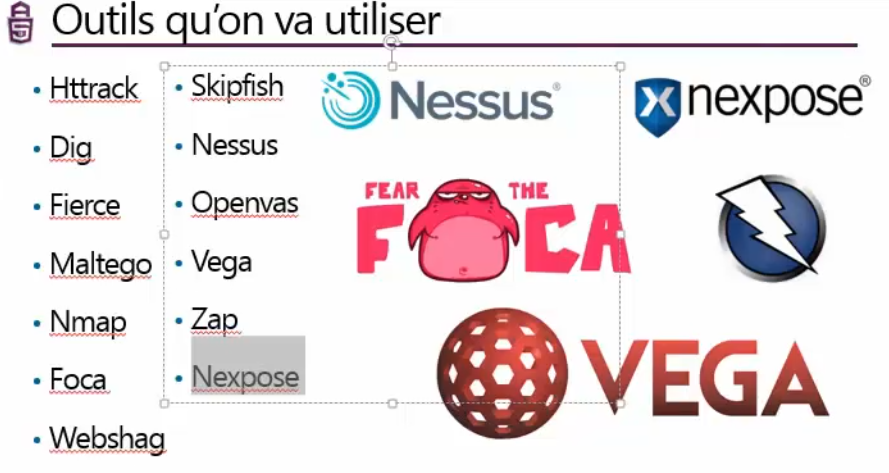 Outils qu'on va utiliser
• Httrack
• Dig
• Fierce
• Maltego
• Nmap
• Foca
• Webshag
• Skipfish
• Nessus
• Openvas
• Vega
• Zap
• Nexpose
Nessus®
nexpose®
FEAR THE
FOCA
VEGA